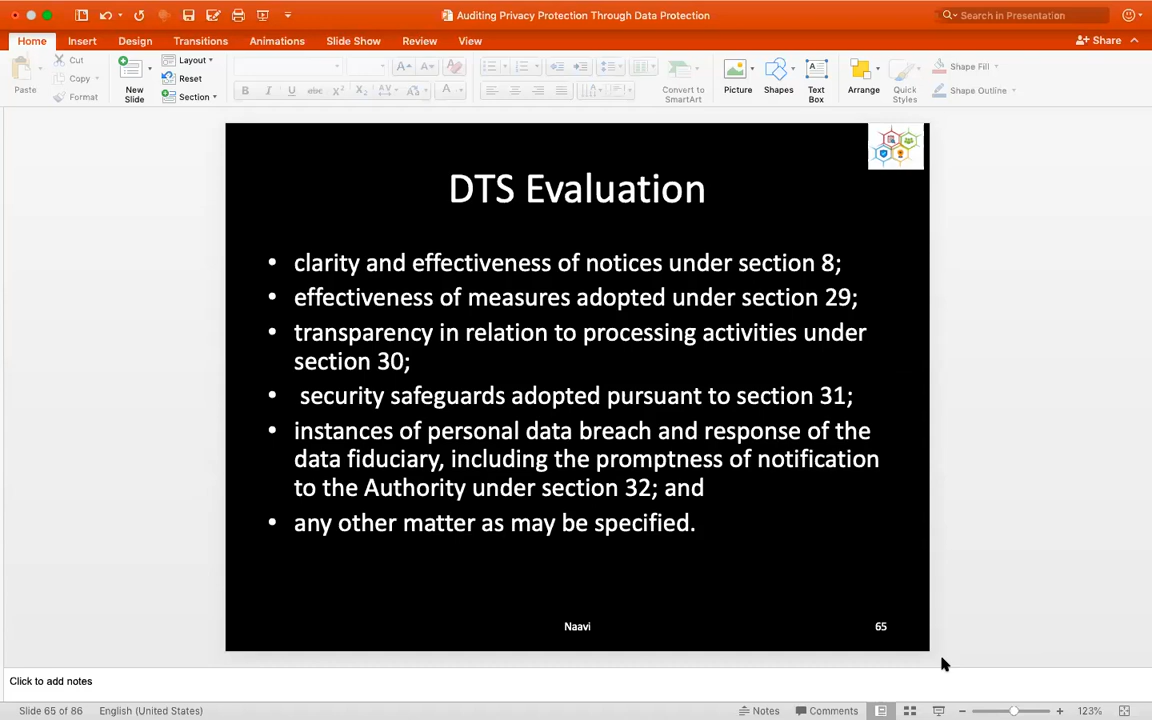 Auditing Privacy Protection Through Data Protection
Search in Presentation
Home Insert Design Transitions Animations Slide Show Review View
Share
Paste
Cut
Copy
Format
New Slide
Layout
Reset
Section
B I U abc X² X₂ AV Aa A
Convert to SmartArt
Picture
Shapes
Text Box
Arrange
Quick Styles
Shape Fill
Shape Outline
DTS Evaluation
• clarity and effectiveness of notices under section 8;
• effectiveness of measures adopted under section 29;
• transparency in relation to processing activities under
section 30;
• security safeguards adopted pursuant to section 31;
• instances of personal data breach and response of the
data fiduciary, including the promptness of notification
to the Authority under section 32; and
• any other matter as may be specified.
Naavi
65
Click to add notes
Slide 65 of 86 English (United States)
Notes Comments 123%